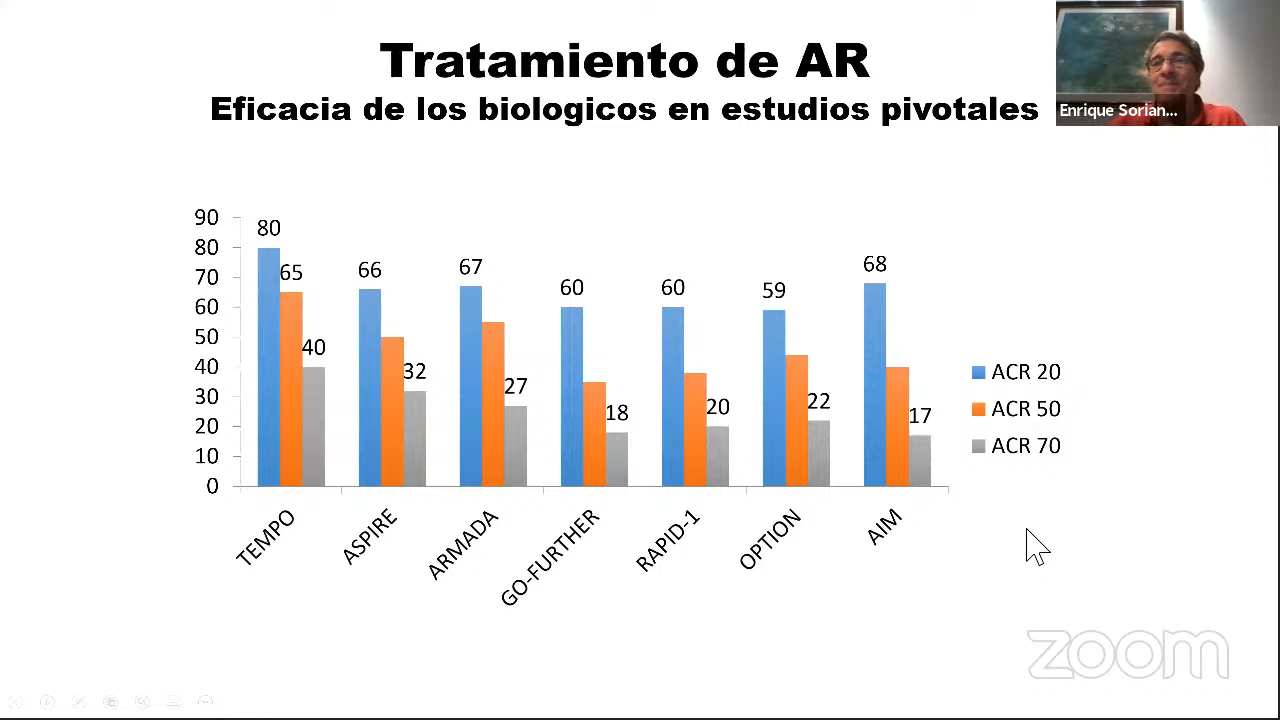 Tratamiento de AR
Eficacia de los biologicos en estudios pivotales
Enrique Sorian...
90
80
70
60
50
40
30
20
10
0
80
65
40
66
32
67
27
60
18
60
20
59
22
68
17
ACR 20
ACR 50
ACR 70
TEMPO
ASPIRE
ARMADA
GO-FURTHER
RAPID-1
OPTION
AIM
zoom